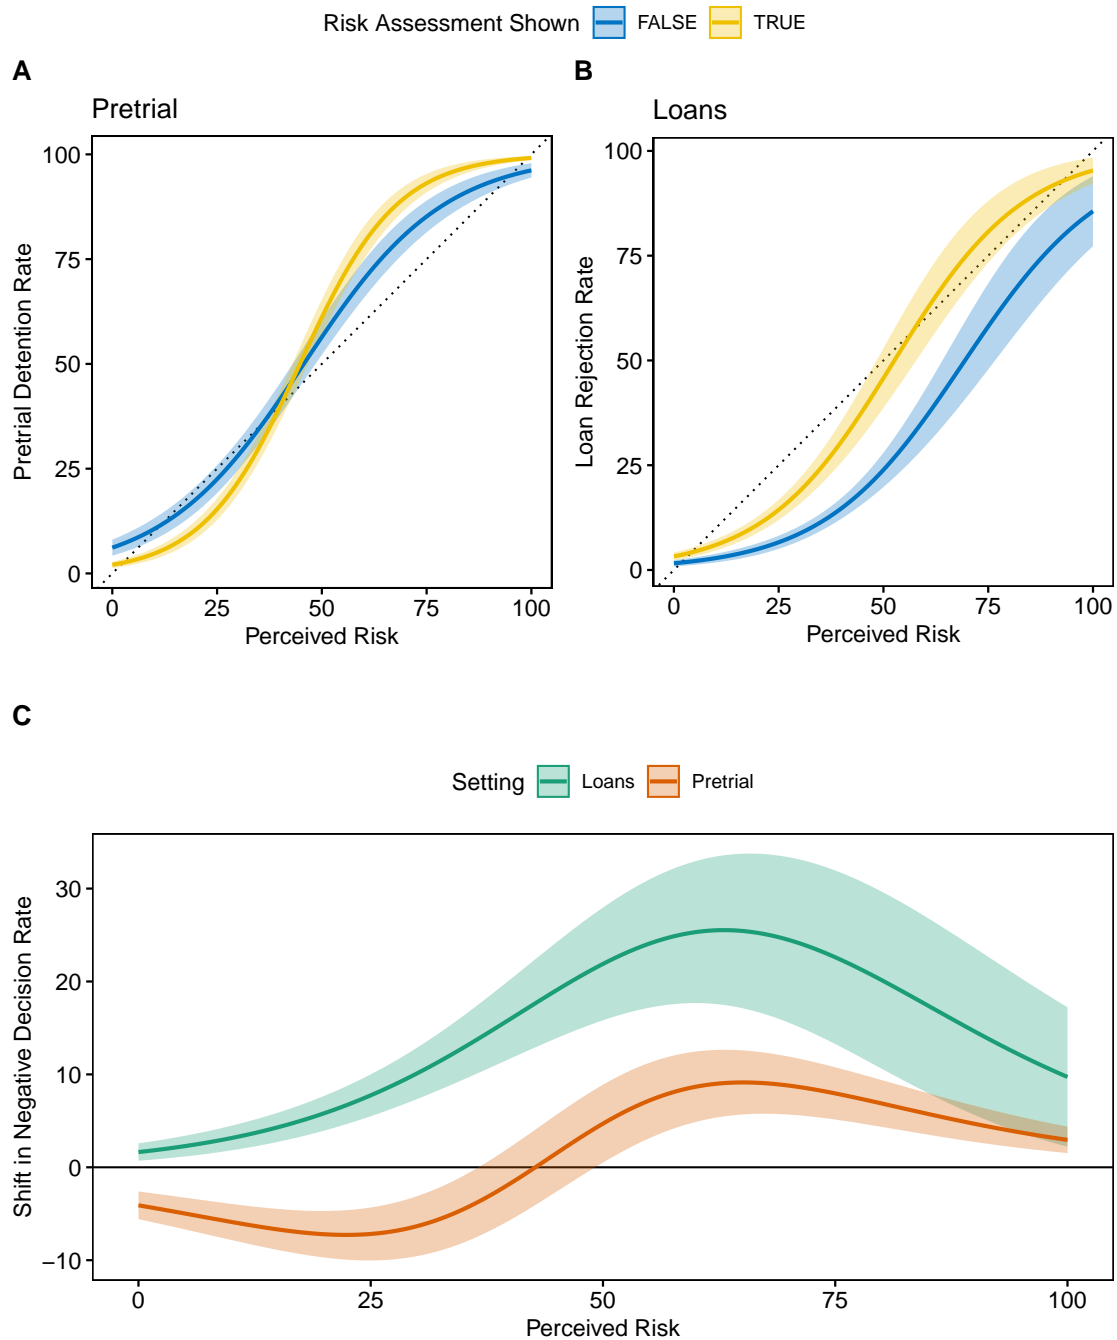 Risk Assessment Shown FALSE TRUE
A
B
Pretrial
Loans
Pretrial Detention Rate
100
75
50
25
0
0 25 50 75 100
Perceived Risk
Loan Rejection Rate
100
75
50
25
0
0 25 50 75 100
Perceived Risk
C
Setting Loans Pretrial
Shift in Negative Decision Rate
30
20
10
0
−10
0 25 50 75 100
Perceived Risk